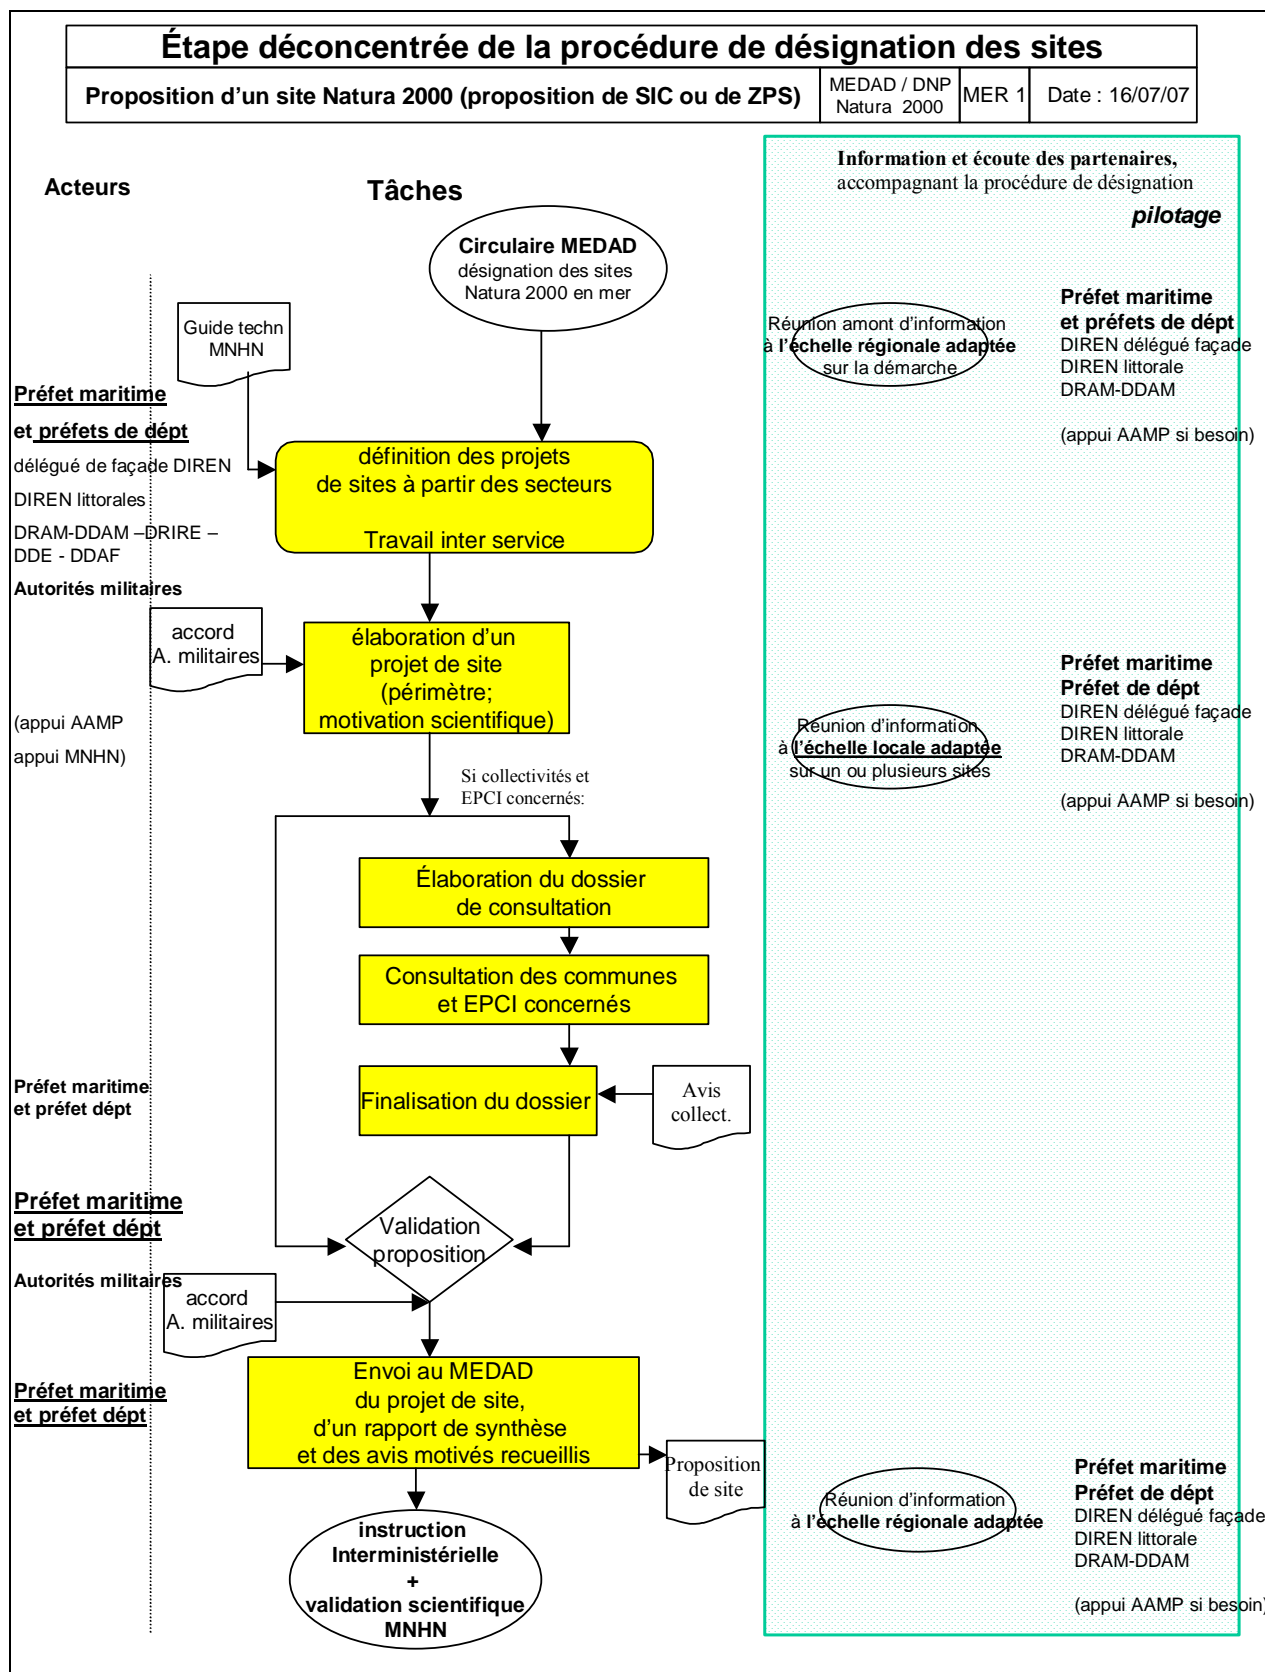 Étape déconcentrée de la procédure de désignation des sites
Proposition d'un site Natura 2000 (proposition de SIC ou de ZPS)
MEDAD / DNP
Natura 2000
MER 1
Date : 16/07/07
Acteurs
Tâches
Information et écoute des partenaires,
accompagnant la procédure de désignation
pilotage
Circulaire MEDAD
désignation des sites
Natura 2000 en mer
Guide techn
MNHN
Réunion amont d'information
à l'échelle régionale adaptée
sur la démarche
Préfet maritime
et préfets de dépt
DIREN délégué façade
DIREN littorale
DRAM-DDAM
(appui AAMP si besoin)
Préfet maritime
et préfets de dépt
délégué de façade DIREN
DIREN littorales
DRAM-DDAM –DRIRE –
DDE - DDAF
Autorités militaires
définition des projets
de sites à partir des secteurs
Travail inter service
accord
A. militaires
élaboration d'un
projet de site
(périmètre;
motivation scientifique)
(appui AAMP
appui MNHN)
Réunion d'information
à l'échelle locale adaptée
sur un ou plusieurs sites
Préfet maritime
Préfet de dépt
DIREN délégué façade
DIREN littorale
DRAM-DDAM
(appui AAMP si besoin)
Si collectivités et
EPCI concernés:
Élaboration du dossier
de consultation
Consultation des communes
et EPCI concernés
Préfet maritime
et préfet dépt
Finalisation du dossier
Avis
collect.
Préfet maritime
et préfet dépt
Validation
proposition
Autorités militaires
accord
A. militaires
Préfet maritime
et préfet dépt
Envoi au MEDAD
du projet de site,
d'un rapport de synthèse
et des avis motivés recueillis
Proposition
de site
Réunion d'information
à l'échelle régionale adaptée
Préfet maritime
Préfet de dépt
DIREN délégué façade
DIREN littorale
DRAM-DDAM
(appui AAMP si besoin)
instruction
Interministérielle
+
validation scientifique
MNHN